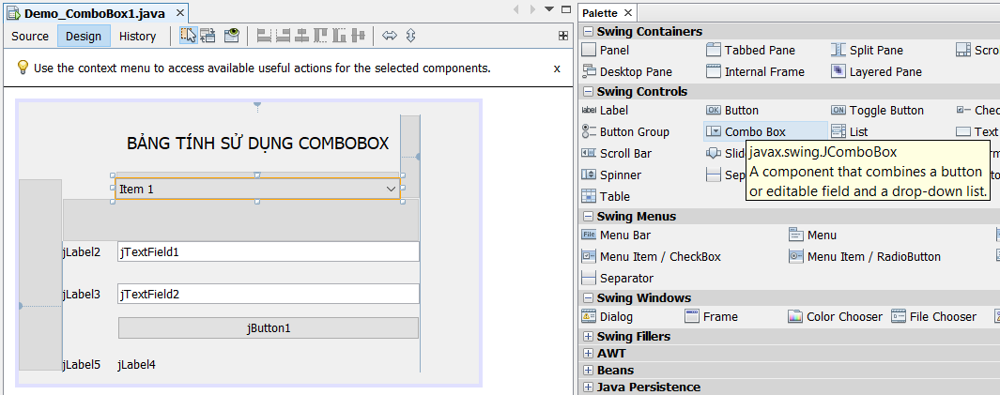 Demo_ComboBox1.java
Source Design History
Use the context menu to access available useful actions for the selected components. x
BẢNG TÍNH SỬ DỤNG COMBOBOX
Item 1
jLabel2 jTextField1
jLabel3 jTextField2
jButton1
jLabel5 jLabel4
Palette
Swing Containers
Panel Tabbed Pane Split Pane
Desktop Pane Internal Frame Layered Pane
Swing Controls
label Label OK Button ON Toggle Button
Button Group Combo Box List Text
Scroll Bar
Spinner
Table
javax.swing.JComboBox
A component that combines a button
or editable field and a drop-down list.
Swing Menus
File Menu Bar Menu
Menu Item / CheckBox Menu Item / RadioButton
Separator
Swing Windows
Dialog Frame Color Chooser File Chooser
Swing Fillers
AWT
Beans
Java Persistence